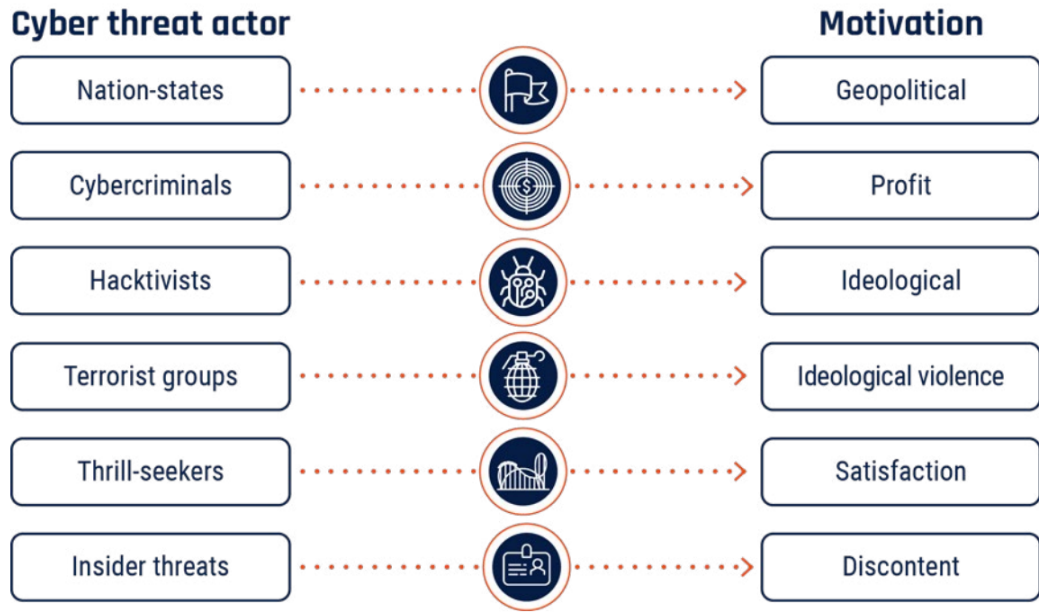 Cyber threat actor
Motivation
Nation-states
Geopolitical
Cybercriminals
$
Profit
Hacktivists
Ideological
Terrorist groups
Ideological violence
Thrill-seekers
Satisfaction
Insider threats
Discontent